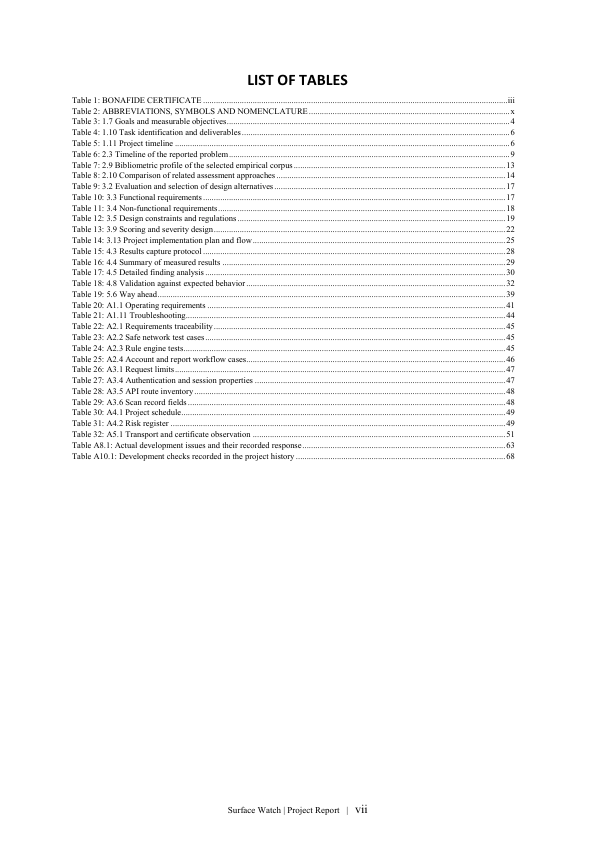 LIST OF TABLES
Table 1: BONAFIDE CERTIFICATE ........ iii
Table 2: ABBREVIATIONS, SYMBOLS AND NOMENCLATURE ........ x
Table 3: 1.7 Goals and measurable objectives ........ 4
Table 4: 1.10 Task identification and deliverables ........ 6
Table 5: 1.11 Project timeline ........ 6
Table 6: 2.3 Timeline of the reported problem ........ 9
Table 7: 2.9 Bibliometric profile of the selected empirical corpus ........ 13
Table 8: 2.10 Comparison of related assessment approaches ........ 14
Table 9: 3.2 Evaluation and selection of design alternatives ........ 17
Table 10: 3.3 Functional requirements ........ 17
Table 11: 3.4 Non-functional requirements ........ 18
Table 12: 3.5 Design constraints and regulations ........ 19
Table 13: 3.9 Scoring and severity design ........ 22
Table 14: 3.13 Project implementation plan and flow ........ 25
Table 15: 4.3 Results capture protocol ........ 28
Table 16: 4.4 Summary of measured results ........ 29
Table 17: 4.5 Detailed finding analysis ........ 30
Table 18: 4.8 Validation against expected behavior ........ 32
Table 19: 5.6 Way ahead ........ 39
Table 20: A1.1 Operating requirements ........ 41
Table 21: A1.11 Troubleshooting ........ 44
Table 22: A2.1 Requirements traceability ........ 45
Table 23: A2.2 Safe network test cases ........ 45
Table 24: A2.3 Rule engine tests ........ 45
Table 25: A2.4 Account and report workflow cases ........ 46
Table 26: A3.1 Request limits ........ 47
Table 27: A3.4 Authentication and session properties ........ 47
Table 28: A3.5 API route inventory ........ 48
Table 29: A3.6 Scan record fields ........ 48
Table 30: A4.1 Project schedule ........ 49
Table 31: A4.2 Risk register ........ 49
Table 32: A5.1 Transport and certificate observation ........ 51
Table A8.1: Actual development issues and their recorded response ........ 63
Table A10.1: Development checks recorded in the project history ........ 68
Surface Watch | Project Report | vii